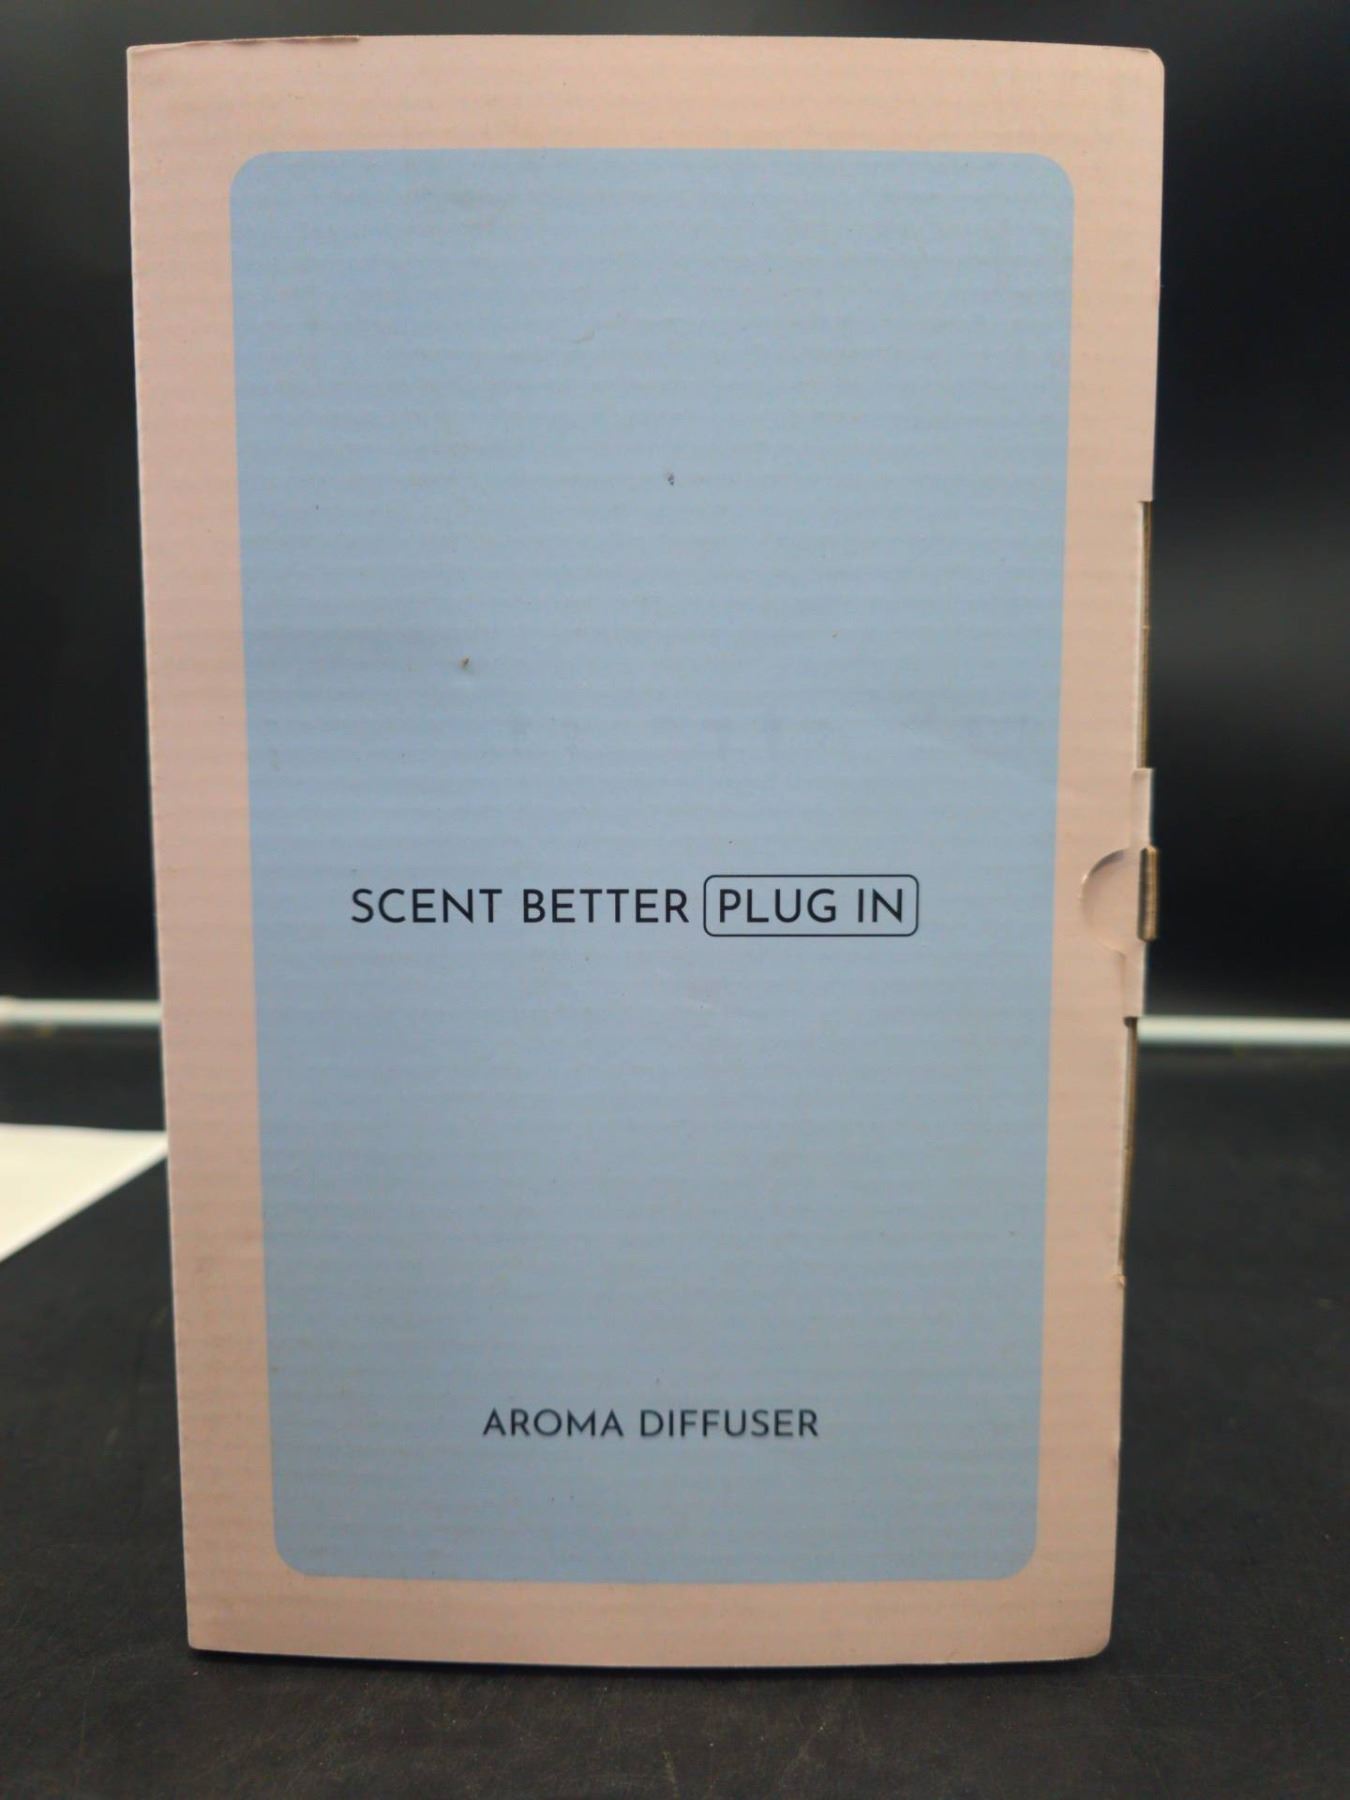 SCENT BETTER PLUG IN
AROMA DIFFUSER